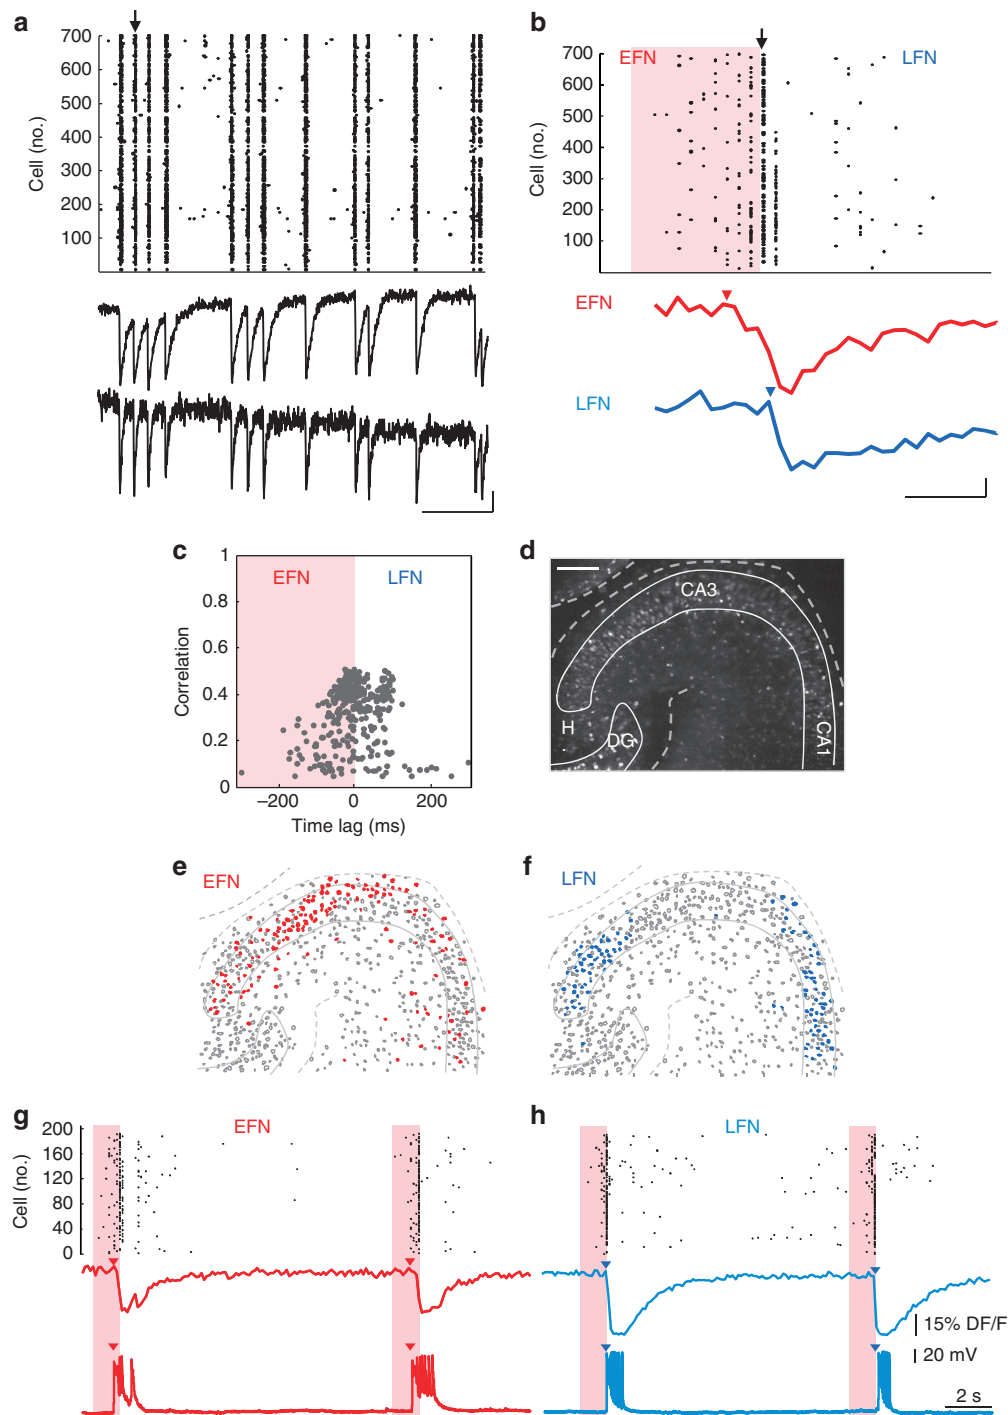 a
700
600
500
400
300
200
100
Cell (no.)
b
EFN
LFN
700
600
500
400
300
200
100
Cell (no.)
EFN
LFN
c
EFN
LFN
1
0.8
0.6
0.4
0.2
0
Correlation
–200
0
200
Time lag (ms)
d
CA3
H
DG
CA1
e
EFN
f
LFN
g
EFN
200
160
120
80
40
0
Cell (no.)
h
LFN
15% DF/F
20 mV
2 s